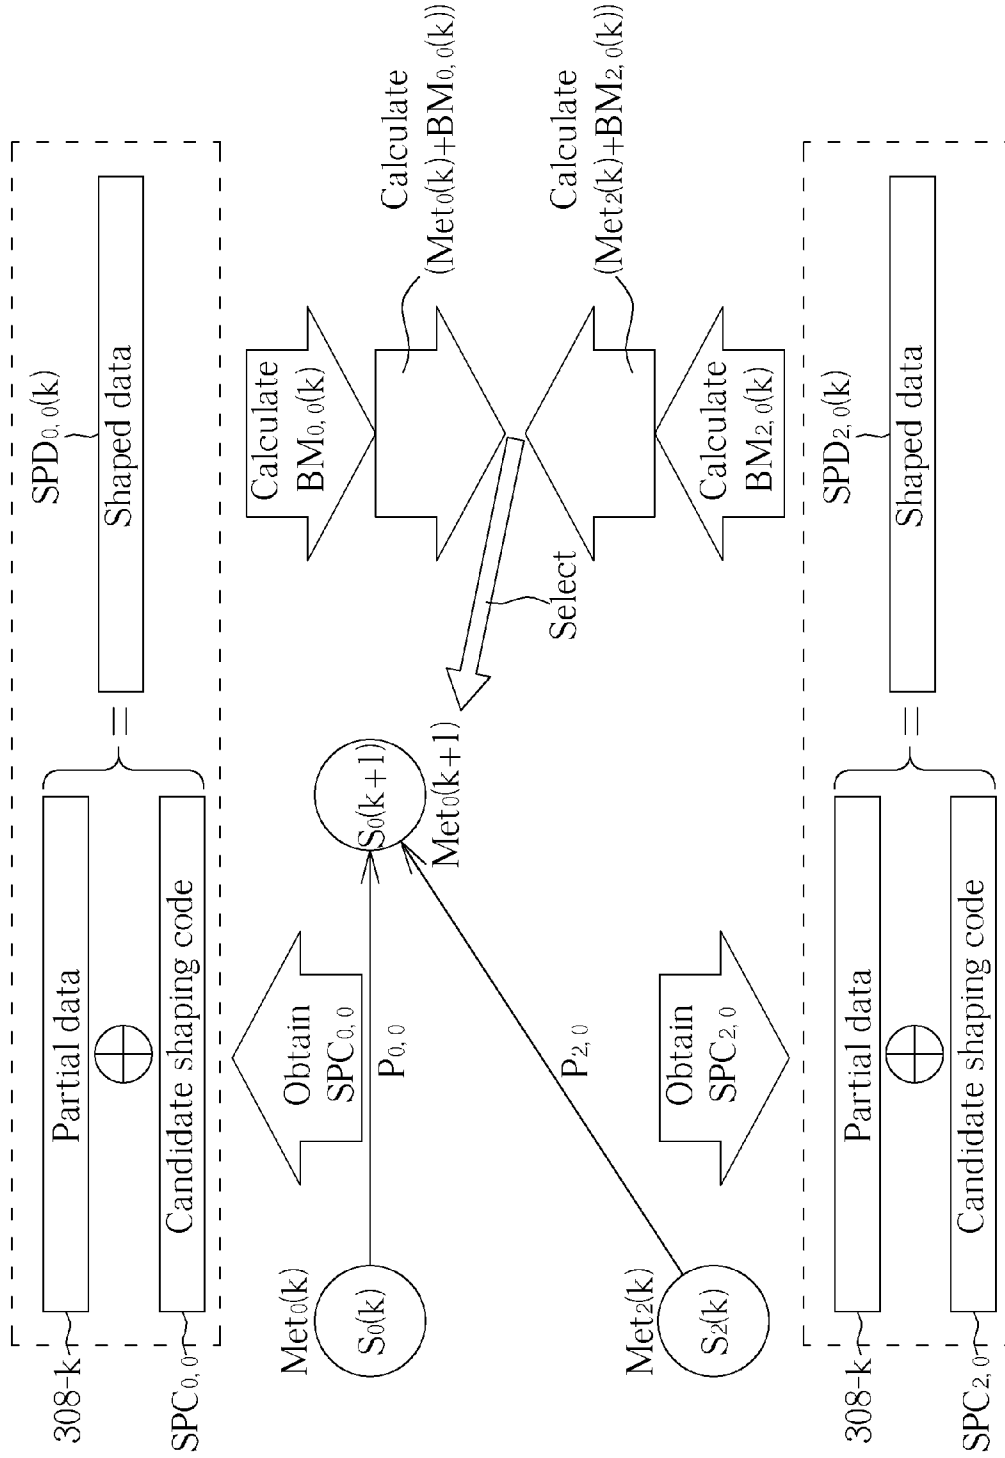 308-k
Partial data
SPC0, 0
Candidate shaping code
SPD0, 0(k)
Shaped data
Met0(k)
S0(k)
Obtain
SPC0, 0
P0, 0
S0(k+1)
Met0(k+1)
Calculate
BM0, 0(k)
Calculate
(Met0(k)+BM0, 0(k))
Select
Calculate
(Met2(k)+BM2, 0(k))
Met2(k)
S2(k)
P2, 0
Obtain
SPC2, 0
Calculate
BM2, 0(k)
308-k
Partial data
SPC2, 0
Candidate shaping code
SPD2, 0(k)
Shaped data